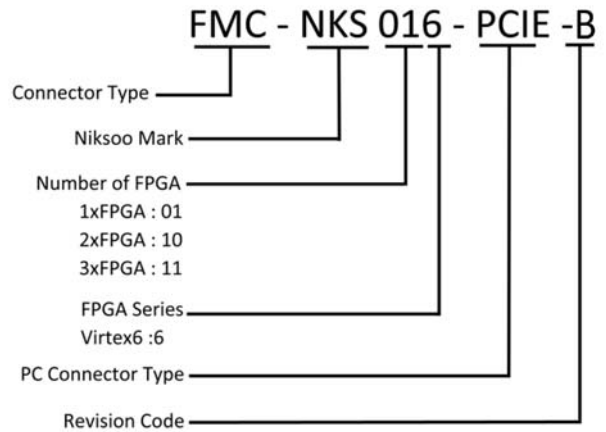 FMC - NKS 016 - PCIE -B
Connector Type
Niksoo Mark
Number of FPGA
1xFPGA : 01
2xFPGA : 10
3xFPGA : 11
FPGA Series
Virtex6 :6
PC Connector Type
Revision Code